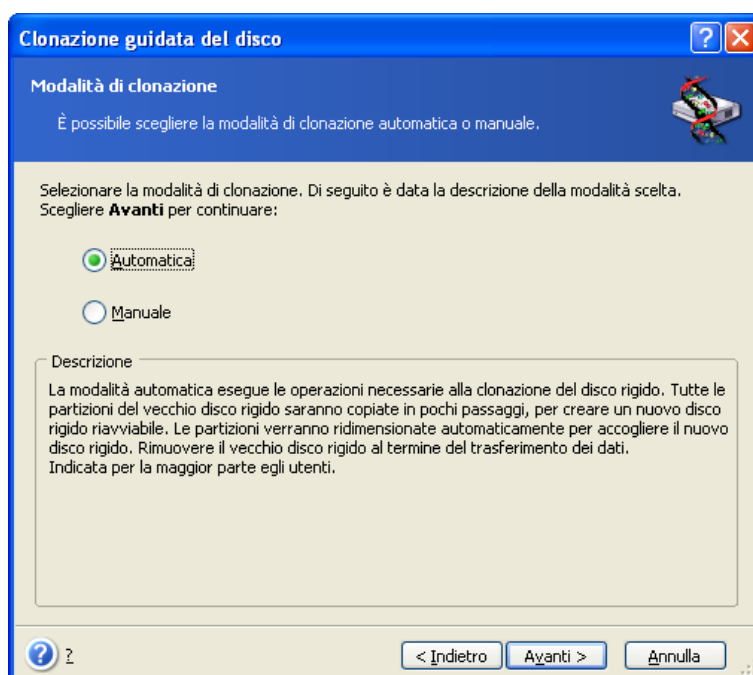 Clonazione guidata del disco
Modalità di clonazione
È possibile scegliere la modalità di clonazione automatica o manuale.
Selezionare la modalità di clonazione. Di seguito è data la descrizione della modalità scelta.
Scegliere Avanti per continuare:
Automatica
Manuale
Descrizione
La modalità automatica esegue le operazioni necessarie alla clonazione del disco rigido. Tutte le
partizioni del vecchio disco rigido saranno copiate in pochi passaggi, per creare un nuovo disco
rigido riavviabile. Le partizioni verranno ridimensionate automaticamente per accogliere il nuovo
disco rigido. Rimuovere il vecchio disco rigido al termine del trasferimento dei dati.
Indicata per la maggior parte egli utenti.
? < Indietro Avanti > Annulla